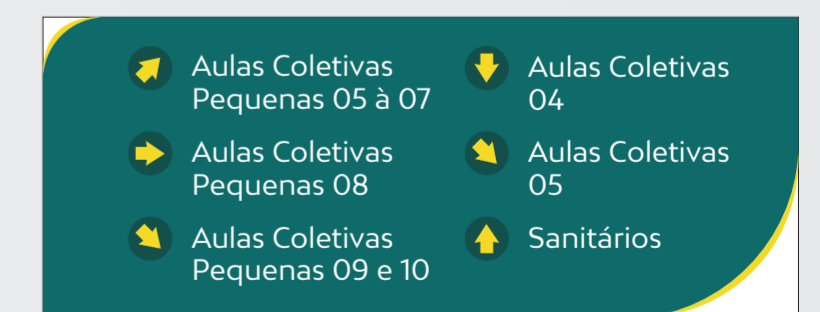 Aulas Coletivas
Pequenas 05 à 07
Aulas Coletivas
Pequenas 08
Aulas Coletivas
Pequenas 09 e 10
Aulas Coletivas
04
Aulas Coletivas
05
Sanitários